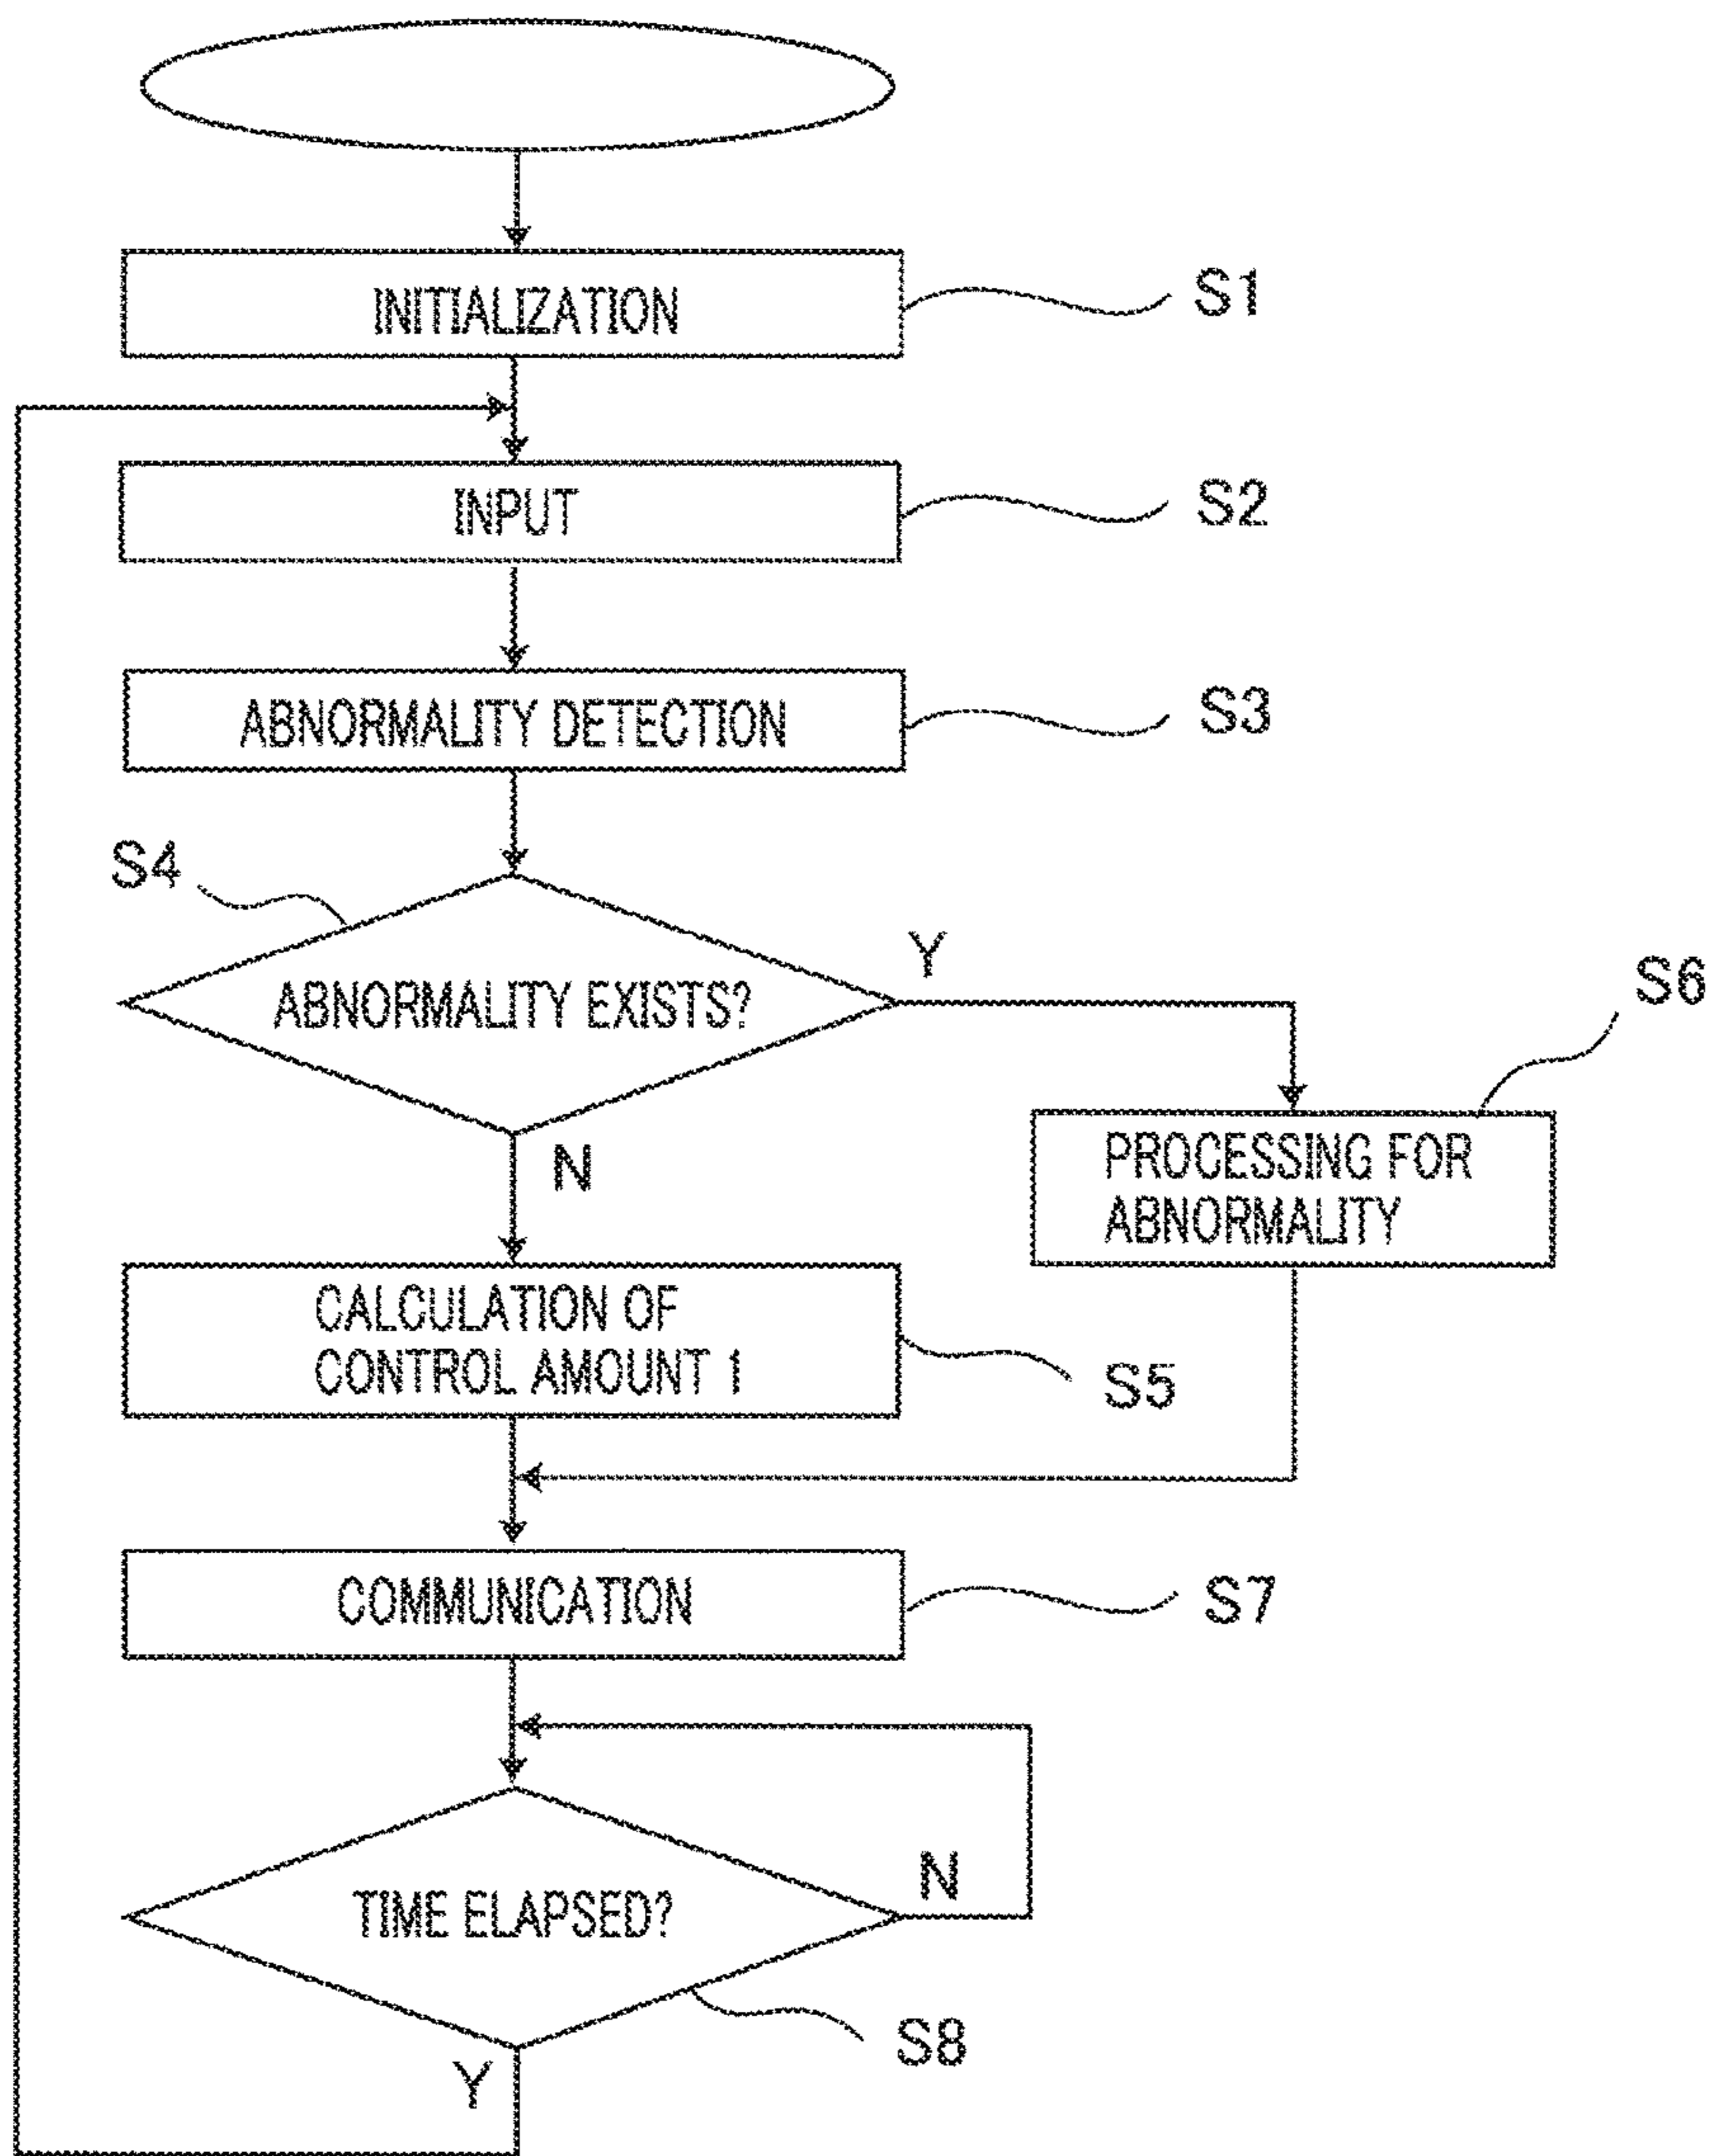 INITIALIZATION
S1
INPUT
S2
ABNORMALITY DETECTION
S3
S4
ABNORMALITY EXISTS?
Y
S6
PROCESSING FOR
ABNORMALITY
N
CALCULATION OF
CONTROL AMOUNT 1
S5
COMMUNICATION
S7
TIME ELAPSED?
N
S8
Y